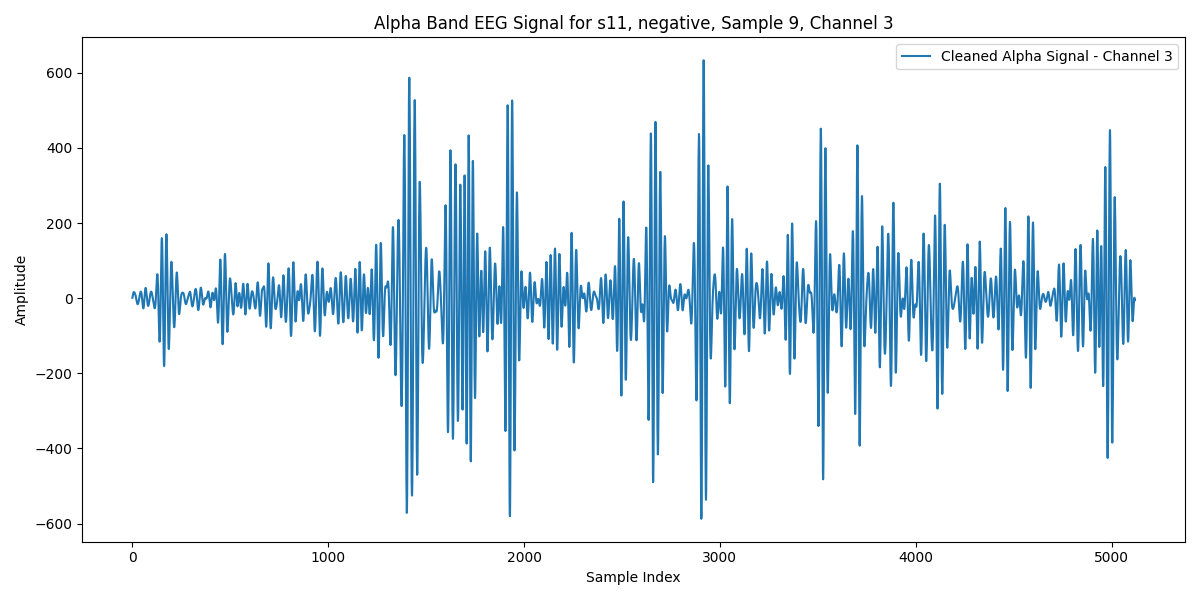 Alpha Band EEG Signal for s11, negative, Sample 9, Channel 3
Cleaned Alpha Signal - Channel 3
Amplitude
600
400
200
0
−200
−400
−600
0 1000 2000 3000 4000 5000
Sample Index